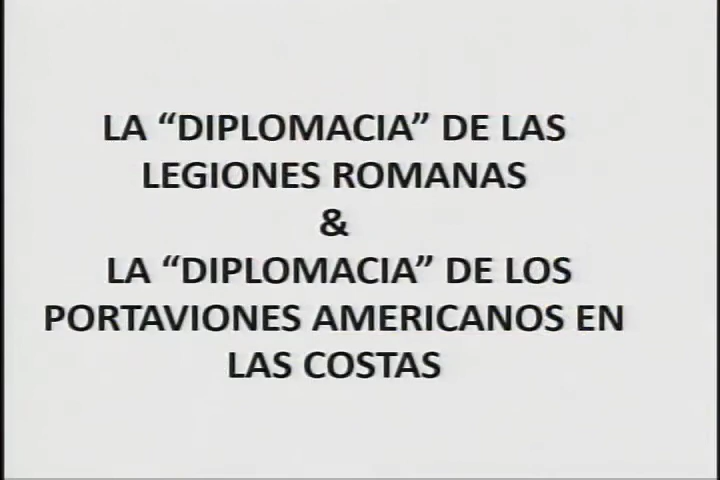 LA “DIPLOMACIA” DE LAS
LEGIONES ROMANAS
&
LA “DIPLOMACIA” DE LOS
PORTAVIONES AMERICANOS EN
LAS COSTAS